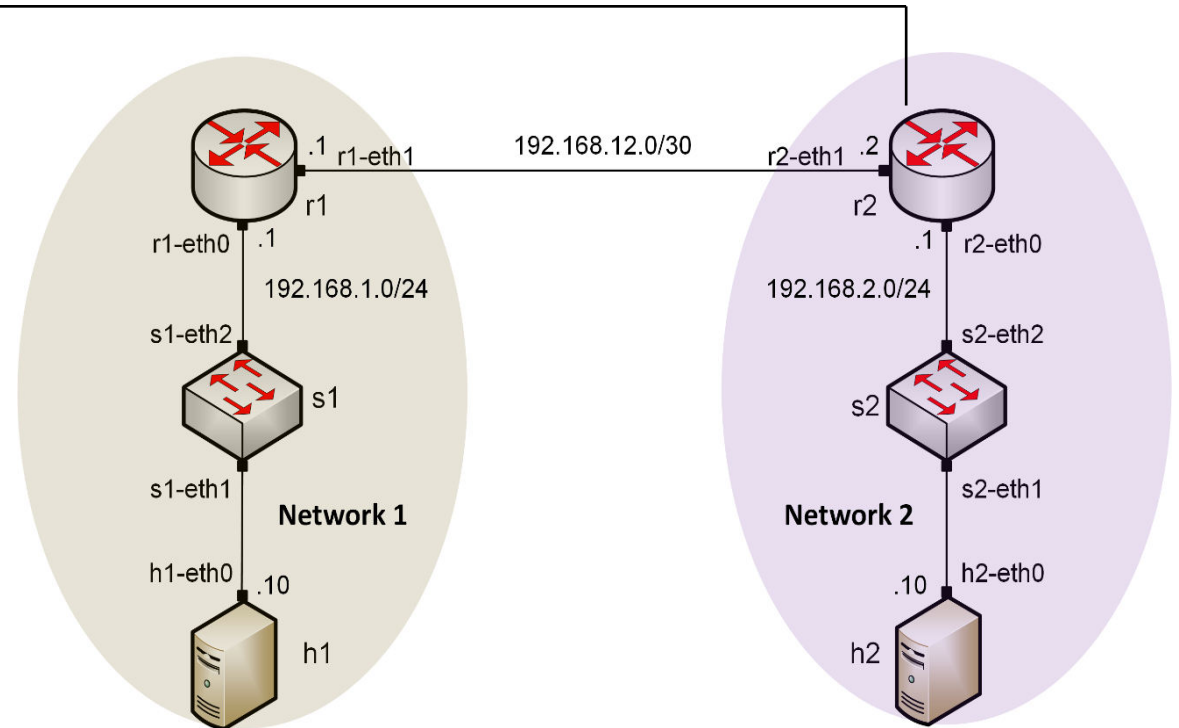 .1
r1-eth1
192.168.12.0/30
r2-eth1
.2
r1
r2
r1-eth0
.1
.1
r2-eth0
192.168.1.0/24
192.168.2.0/24
s1-eth2
s2-eth2
s1
s2
s1-eth1
s2-eth1
Network 1
Network 2
h1-eth0
.10
.10
h2-eth0
h1
h2